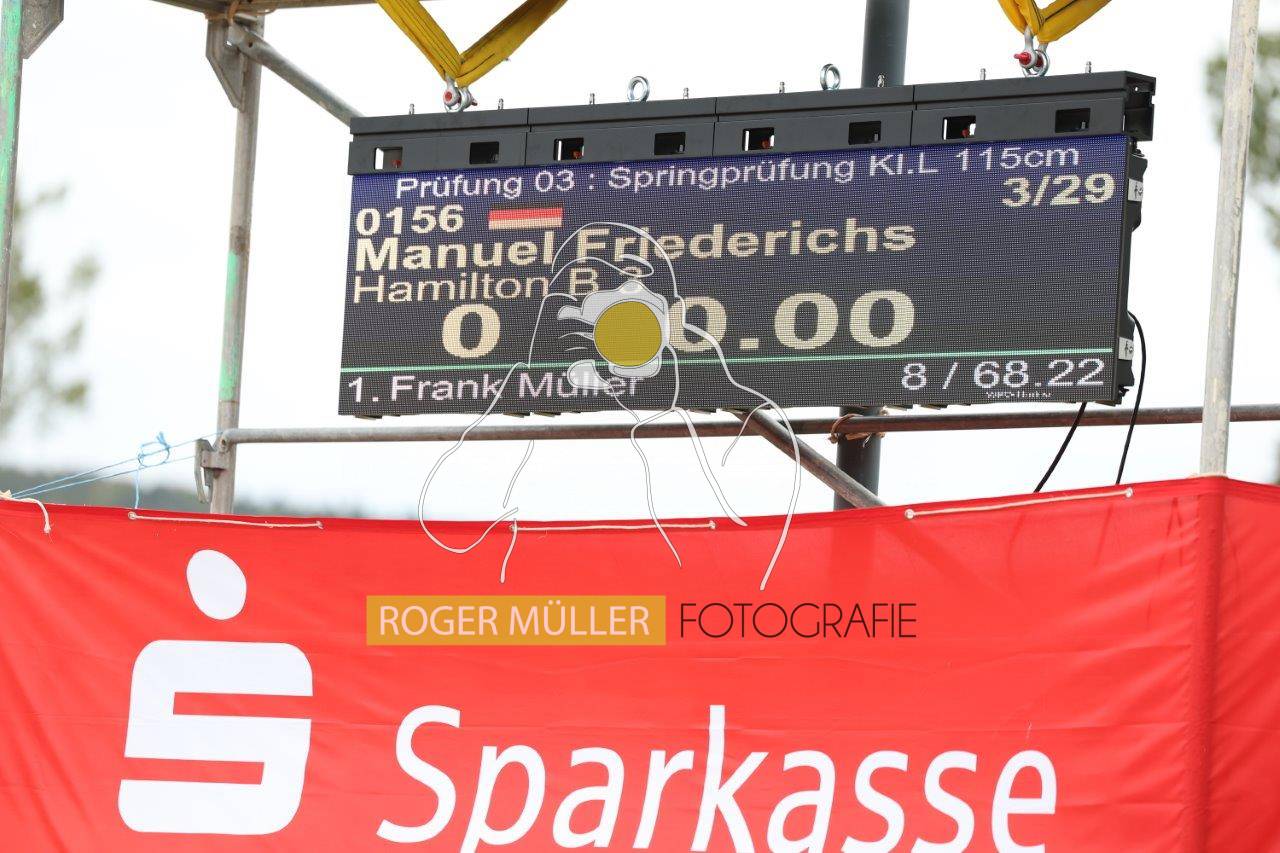 Prüfung 03 : Springprüfung Kl.L 115cm
0156 3/29
Manuel Friederichs
Hamilton B
0 0.00
1. Frank Müller 8 / 68.22
ROGER MÜLLER FOTOGRAFIE
Sparkasse